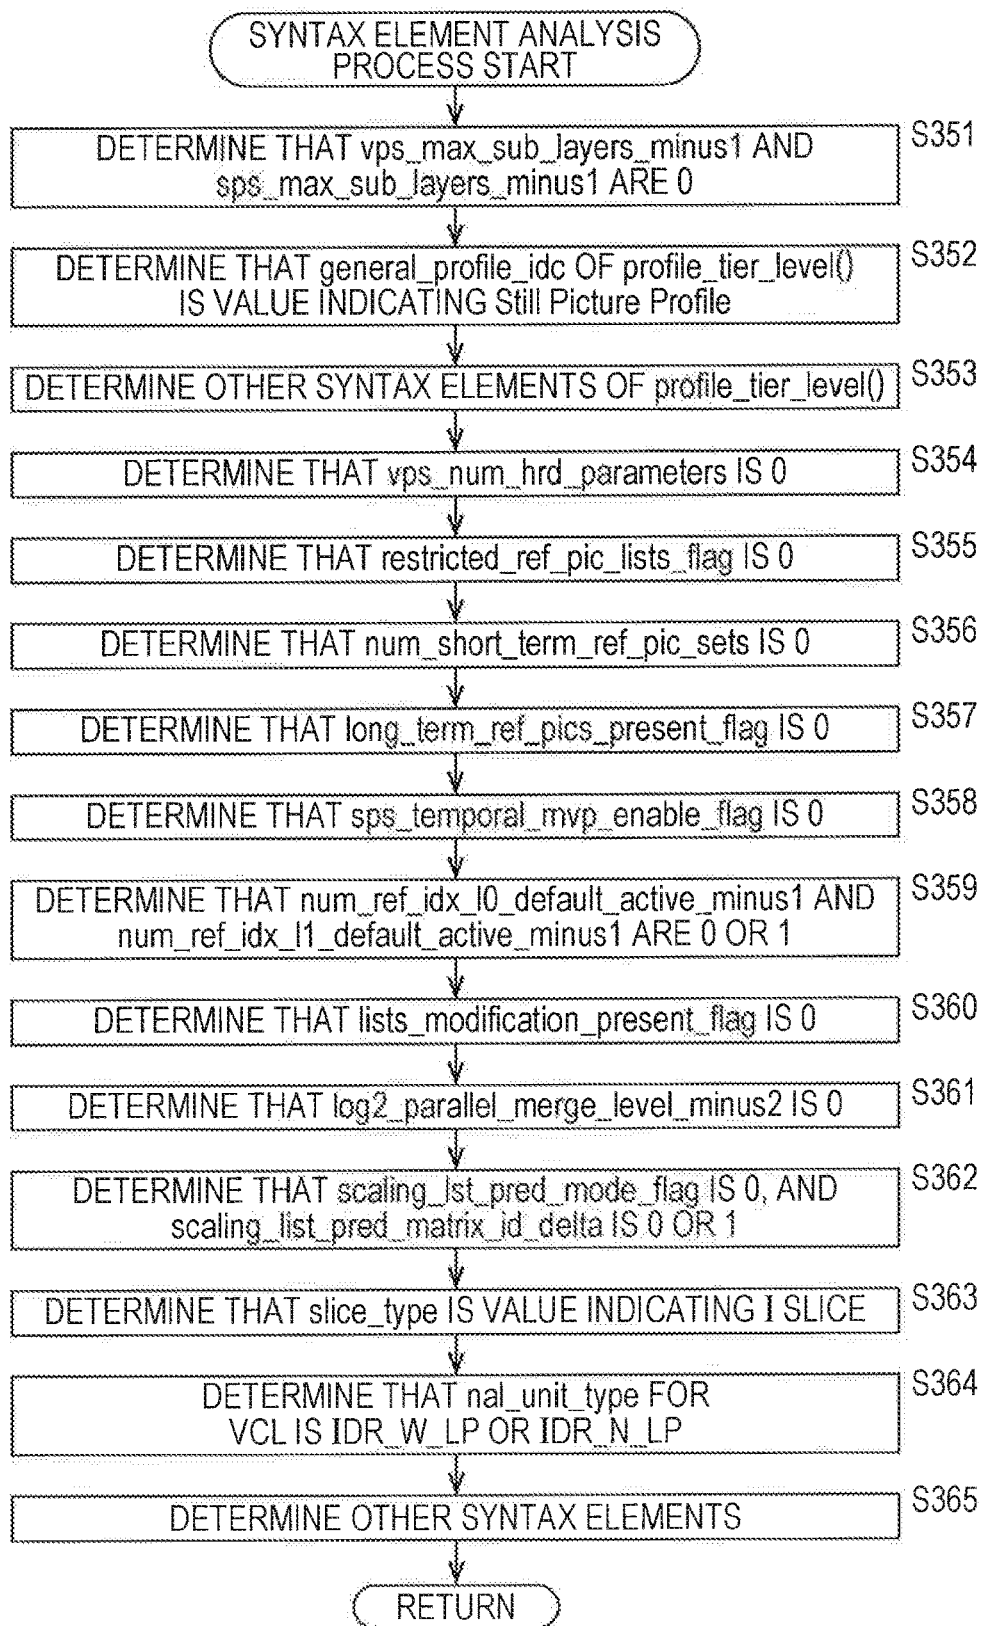 SYNTAX ELEMENT ANALYSIS
PROCESS START
S351
DETERMINE THAT vps_max_sub_layers_minus1 AND
sps_max_sub_layers_minus1 ARE 0
S352
DETERMINE THAT general_profile_idc OF profile_tier_level()
IS VALUE INDICATING Still Picture Profile
S353
DETERMINE OTHER SYNTAX ELEMENTS OF profile_tier_level()
S354
DETERMINE THAT vps_num_hrd_parameters IS 0
S355
DETERMINE THAT restricted_ref_pic_lists_flag IS 0
S356
DETERMINE THAT num_short_term_ref_pic_sets IS 0
S357
DETERMINE THAT long_term_ref_pics_present_flag IS 0
S358
DETERMINE THAT sps_temporal_mvp_enable_flag IS 0
S359
DETERMINE THAT num_ref_idx_l0_default_active_minus1 AND
num_ref_idx_l1_default_active_minus1 ARE 0 OR 1
S360
DETERMINE THAT lists_modification_present_flag IS 0
S361
DETERMINE THAT log2_parallel_merge_level_minus2 IS 0
S362
DETERMINE THAT scaling_lst_pred_mode_flag IS 0, AND
scaling_list_pred_matrix_id_delta IS 0 OR 1
S363
DETERMINE THAT slice_type IS VALUE INDICATING I SLICE
S364
DETERMINE THAT nal_unit_type FOR
VCL IS IDR_W_LP OR IDR_N_LP
S365
DETERMINE OTHER SYNTAX ELEMENTS
RETURN